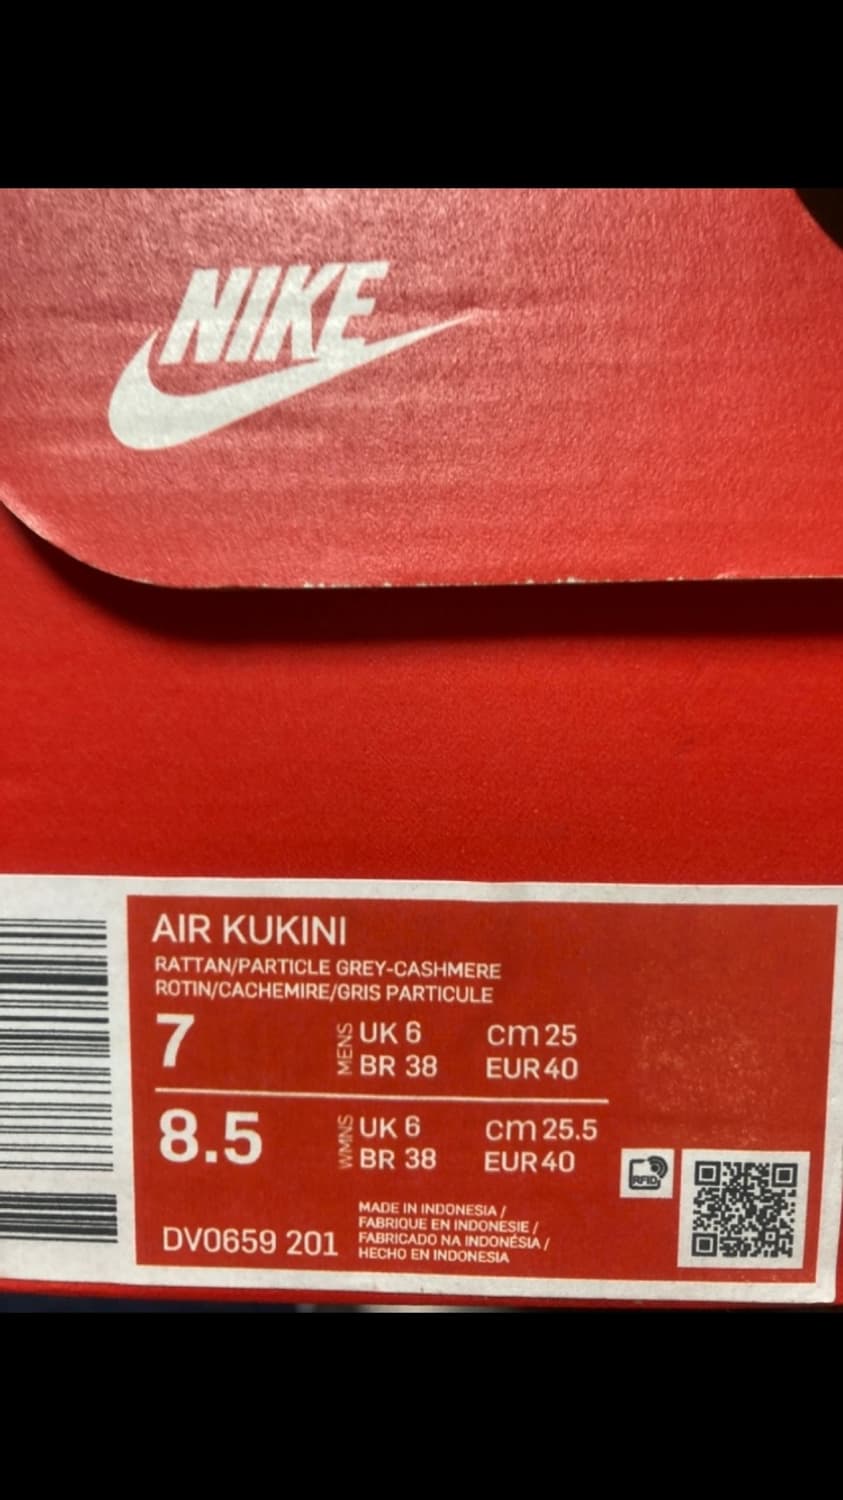 NIKE
AIR KUKINI
RATTAN/PARTICLE GREY-CASHMERE
ROTIN/CACHEMIRE/GRIS PARTICULE
7 MENS UK 6 cm 25
BR 38 EUR 40
8.5 WMNS UK 6 cm 25.5
BR 38 EUR 40
RFID
DV0659 201
MADE IN INDONESIA /
FABRIQUE EN INDONESIE /
FABRICADO NA INDONÉSIA /
HECHO EN INDONESIA